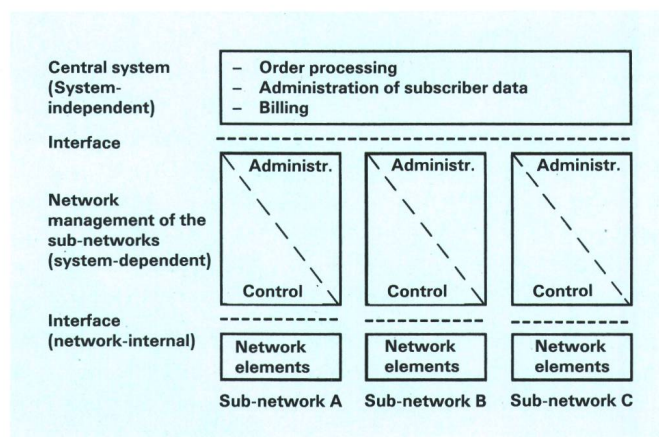 Central system
(System-
independent)
– Order processing
– Administration of subscriber data
– Billing
Interface
Network
management of the
sub-networks
(system-dependent)
Administr.
Control
Administr.
Control
Administr.
Control
Interface
(network-internal)
Network
elements
Network
elements
Network
elements
Sub-network A
Sub-network B
Sub-network C